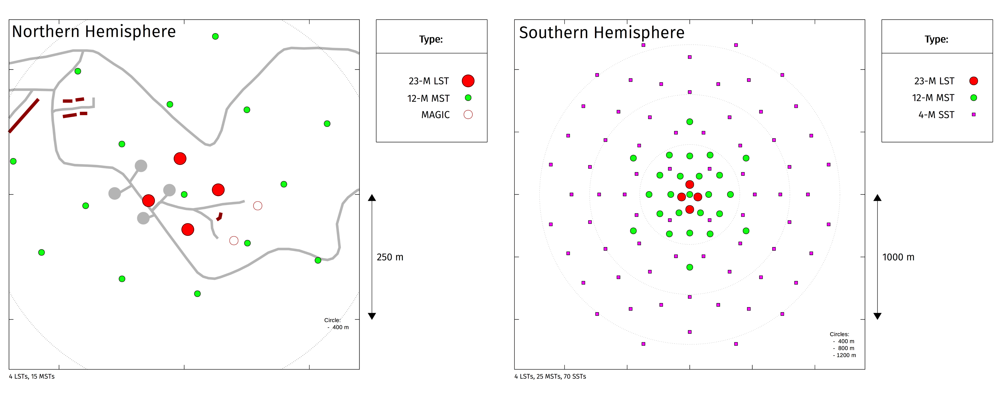 Northern Hemisphere
Type:
23-M LST
12-M MST
MAGIC
250 m
Circle:
- 400 m
4 LSTs, 15 MSTs
Southern Hemisphere
Type:
23-M LST
12-M MST
4-M SST
1000 m
Circles:
- 400 m
- 800 m
- 1200 m
4 LSTs, 25 MSTs, 70 SSTs